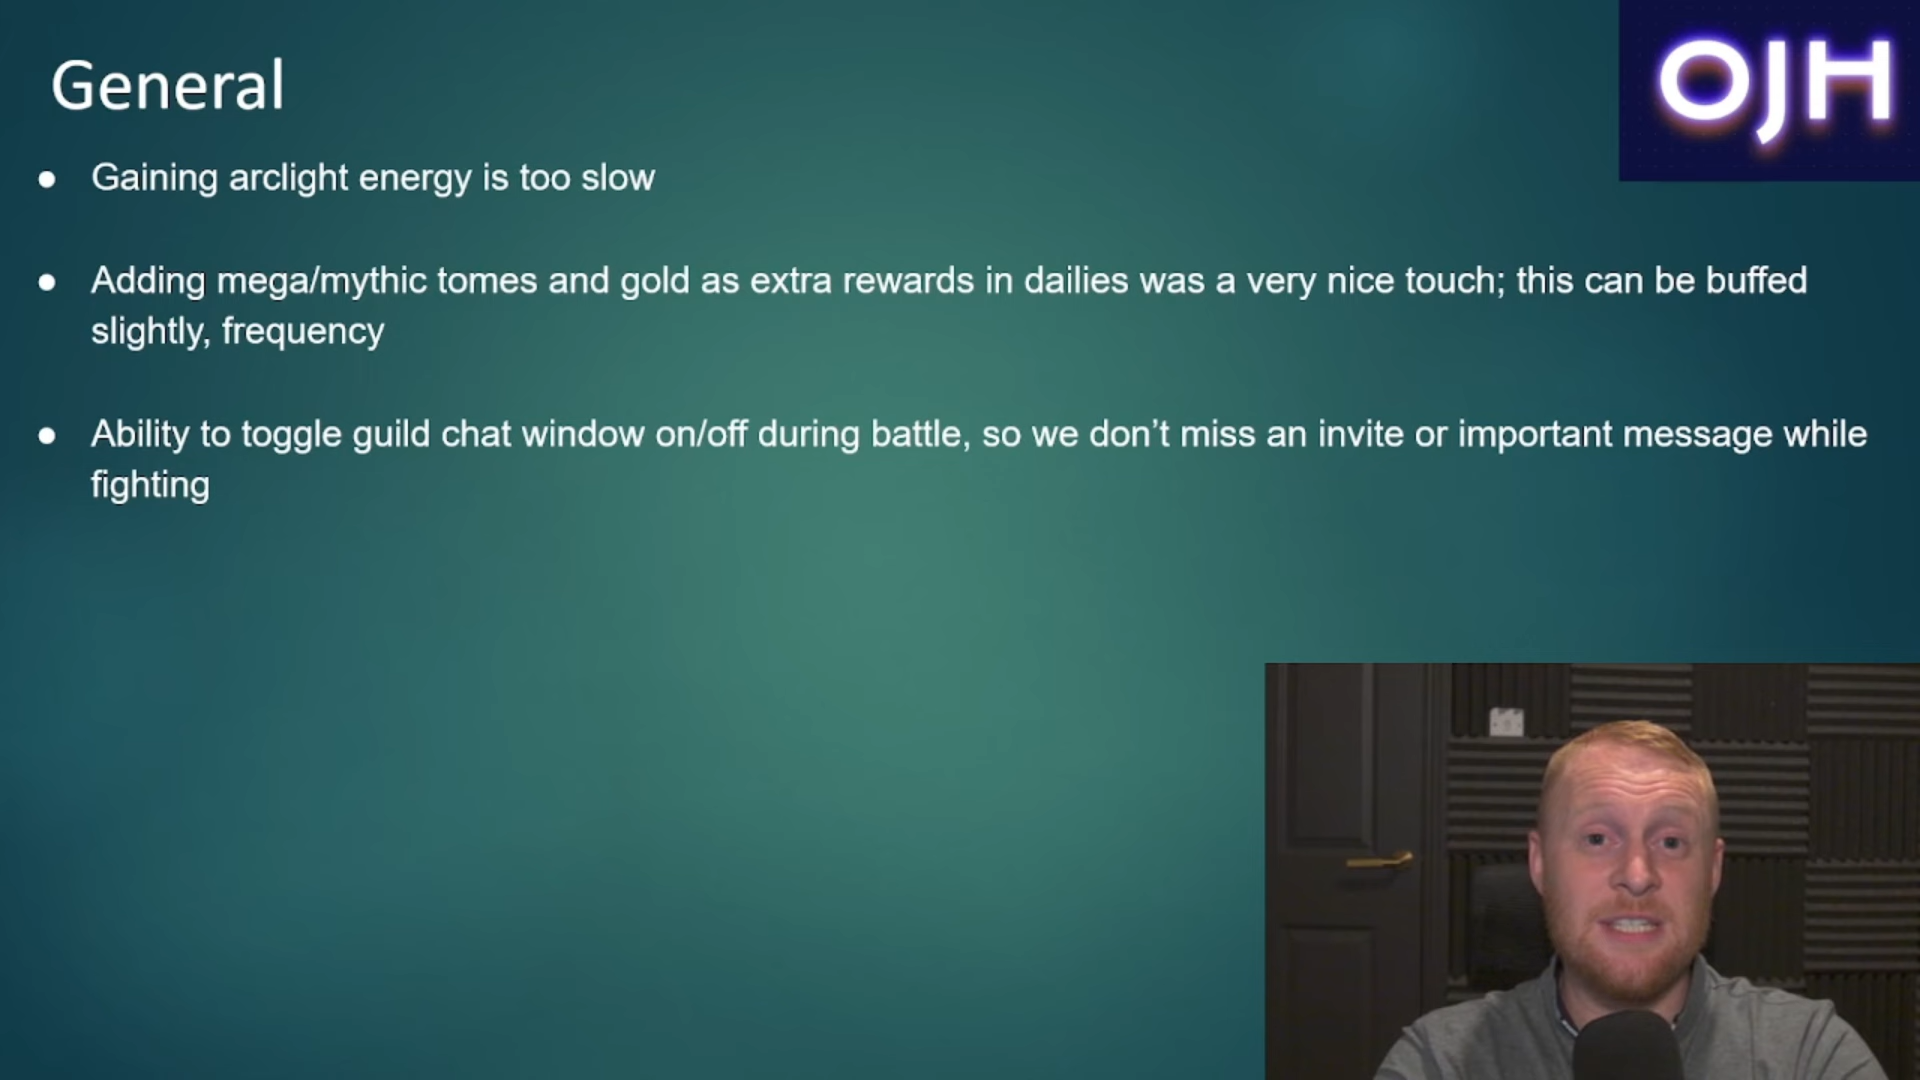 General
OJH
● Gaining arclight energy is too slow
● Adding mega/mythic tomes and gold as extra rewards in dailies was a very nice touch; this can be buffed
slightly, frequency
● Ability to toggle guild chat window on/off during battle, so we don’t miss an invite or important message while
fighting